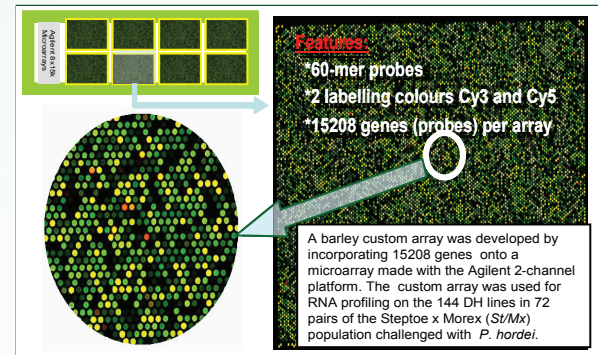 Agilent 8x15k
Microarrays
Features:
*60-mer probes
*2 labelling colours Cy3 and Cy5
*15208 genes (probes) per array
A barley custom array was developed by
incorporating 15208 genes onto a
microarray made with the Agilent 2-channel
platform. The custom array was used for
RNA profiling on the 144 DH lines in 72
pairs of the Steptoe x Morex (St/Mx)
population challenged with P. hordei.